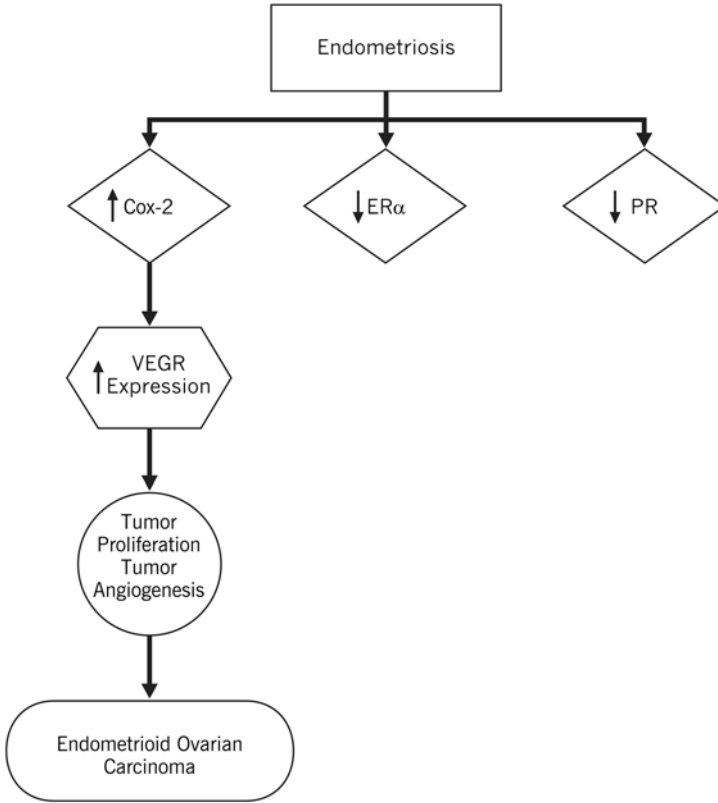 Endometriosis
↑ Cox-2
↓ ERα
↓ PR
↑ VEGR
Expression
Tumor
Proliferation
Tumor
Angiogenesis
Endometrioid Ovarian
Carcinoma